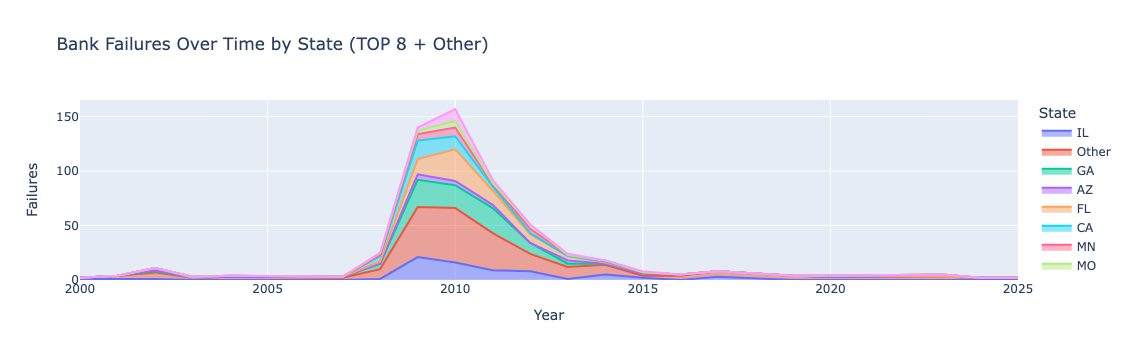 Bank Failures Over Time by State (TOP 8 + Other)
150
100
50
0
Failures
2000
2005
2010
2015
2020
2025
Year
State
IL
Other
GA
AZ
FL
CA
MN
MO